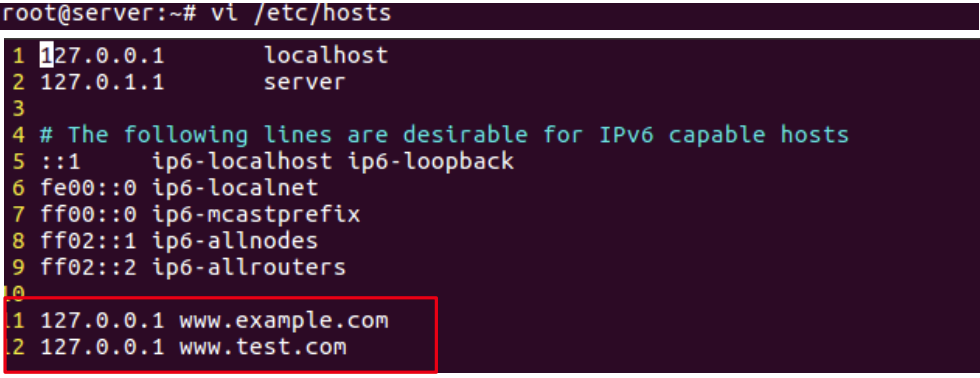 root@server:~# vi /etc/hosts
1 127.0.0.1 localhost
2 127.0.1.1 server
3
4 # The following lines are desirable for IPv6 capable hosts
5 ::1 ip6-localhost ip6-loopback
6 fe00::0 ip6-localnet
7 ff00::0 ip6-mcastprefix
8 ff02::1 ip6-allnodes
9 ff02::2 ip6-allrouters
10
11 127.0.0.1 www.example.com
12 127.0.0.1 www.test.com